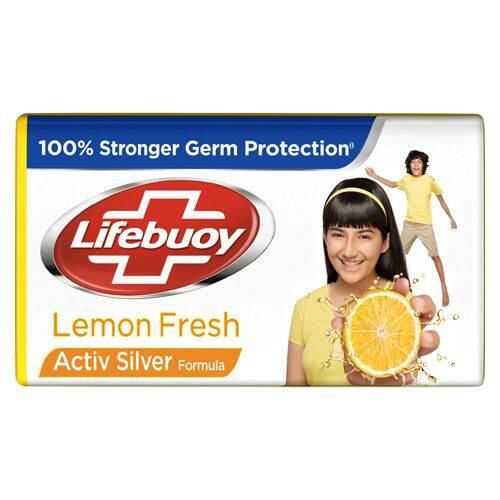 100% Stronger Germ Protection^θ
Lifebuoy
Lemon Fresh
Activ Silver Formula